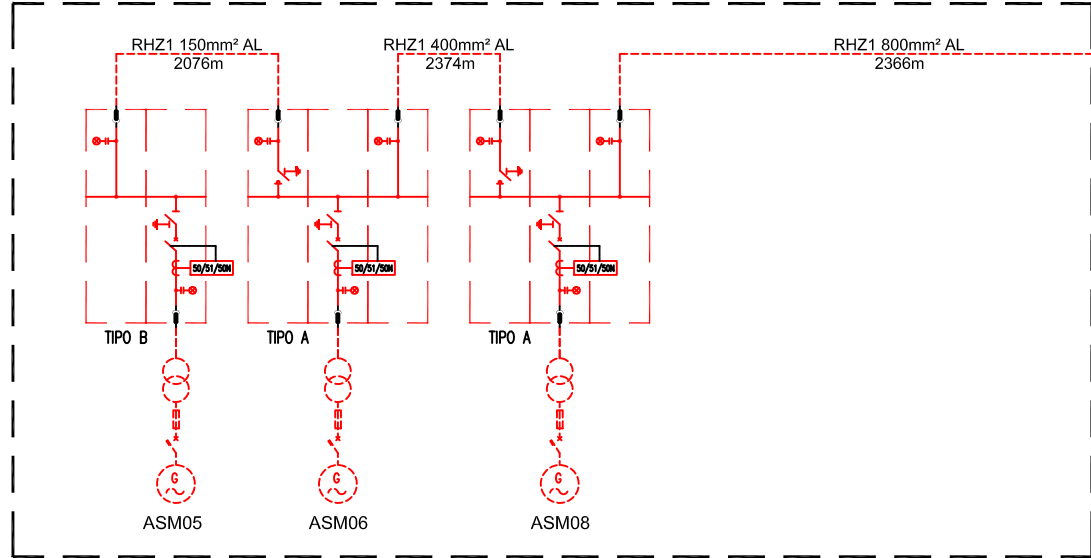 RHZ1 150mm² AL
2076m
RHZ1 400mm² AL
2374m
RHZ1 800mm² AL
2366m
50/51/50N
50/51/50N
50/51/50N
TIPO B
TIPO A
TIPO A
G
G
G
ASM05
ASM06
ASM08